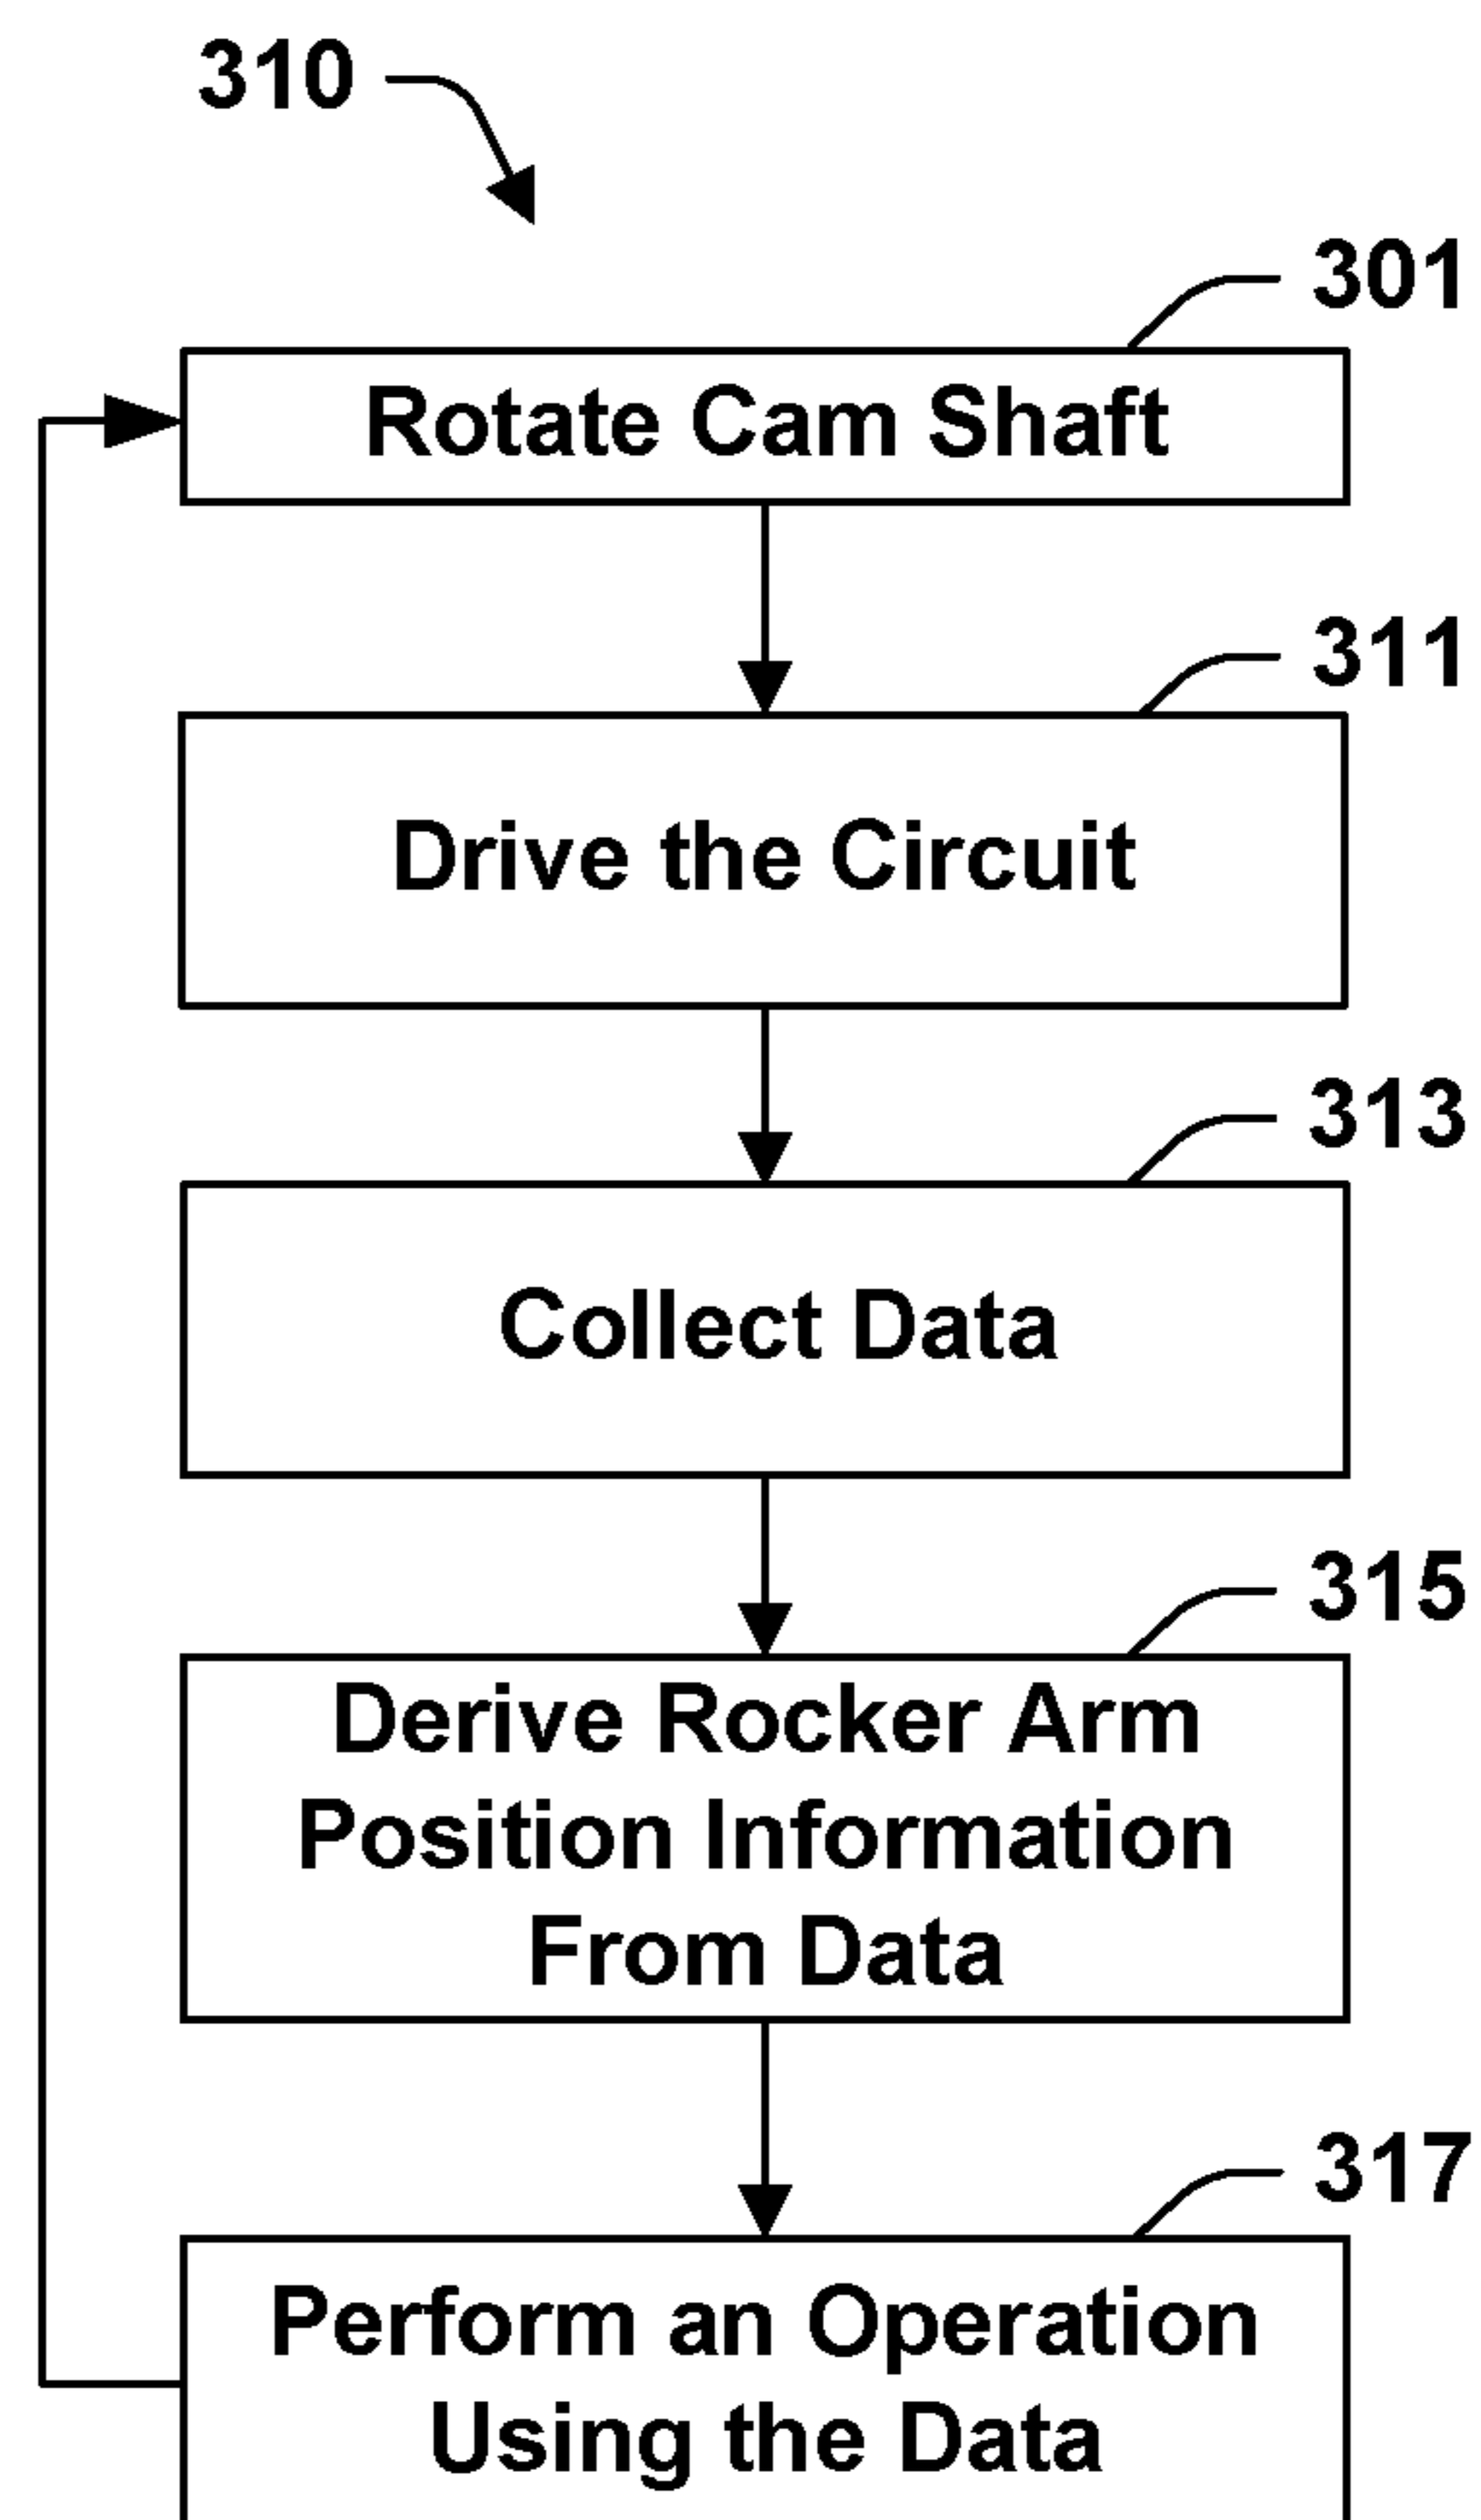 310
301
Rotate Cam Shaft
311
Drive the Circuit
313
Collect Data
315
Derive Rocker Arm
Position Information
From Data
317
Perform an Operation
Using the Data